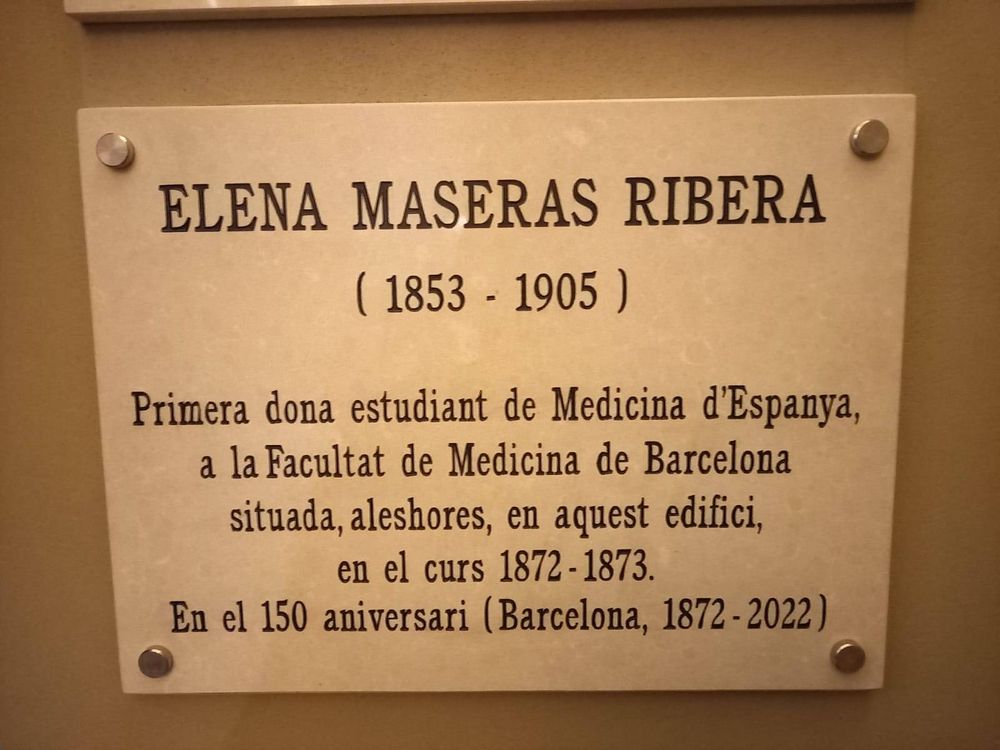 ELENA MASERAS RIBERA
( 1853 - 1905 )
Primera dona estudiant de Medicina d'Espanya,
a la Facultat de Medicina de Barcelona
situada, aleshores, en aquest edifici,
en el curs 1872 - 1873.
En el 150 aniversari (Barcelona, 1872 - 2022)